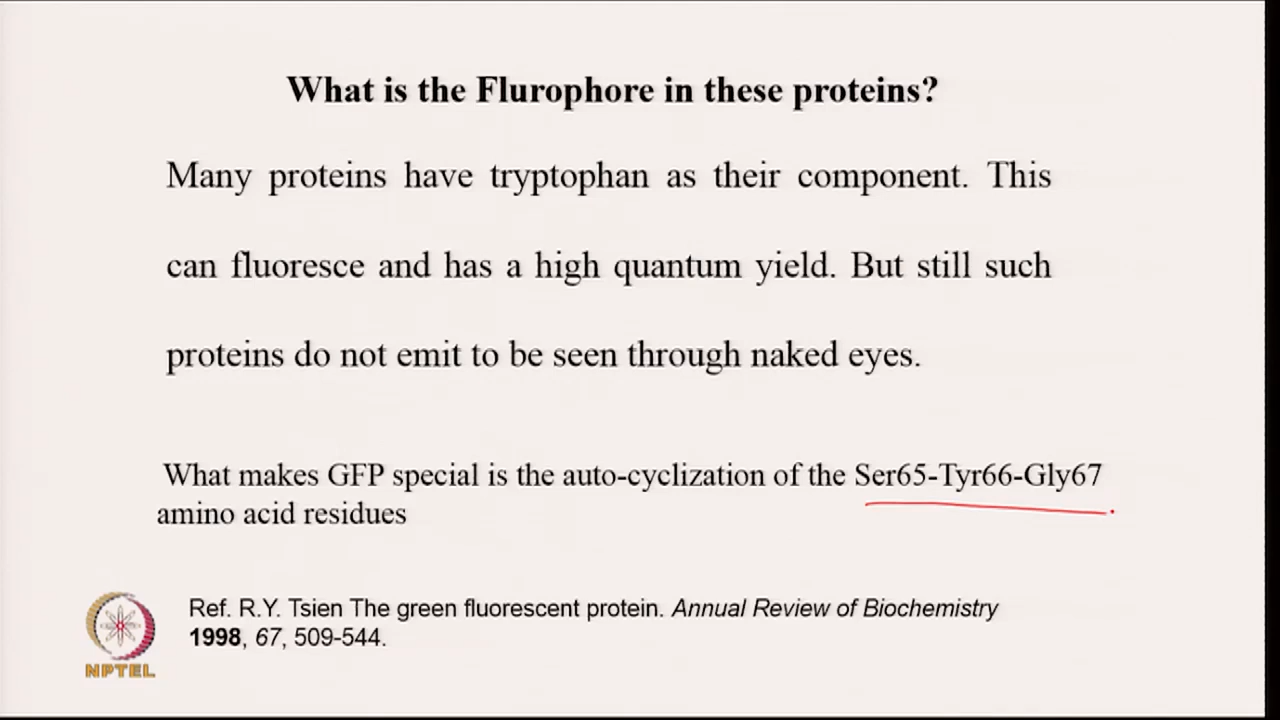 What is the Flurophore in these proteins?
Many proteins have tryptophan as their component. This
can fluoresce and has a high quantum yield. But still such
proteins do not emit to be seen through naked eyes.
What makes GFP special is the auto-cyclization of the Ser65-Tyr66-Gly67
amino acid residues
Ref. R.Y. Tsien The green fluorescent protein. Annual Review of Biochemistry
1998, 67, 509-544.
NPTEL